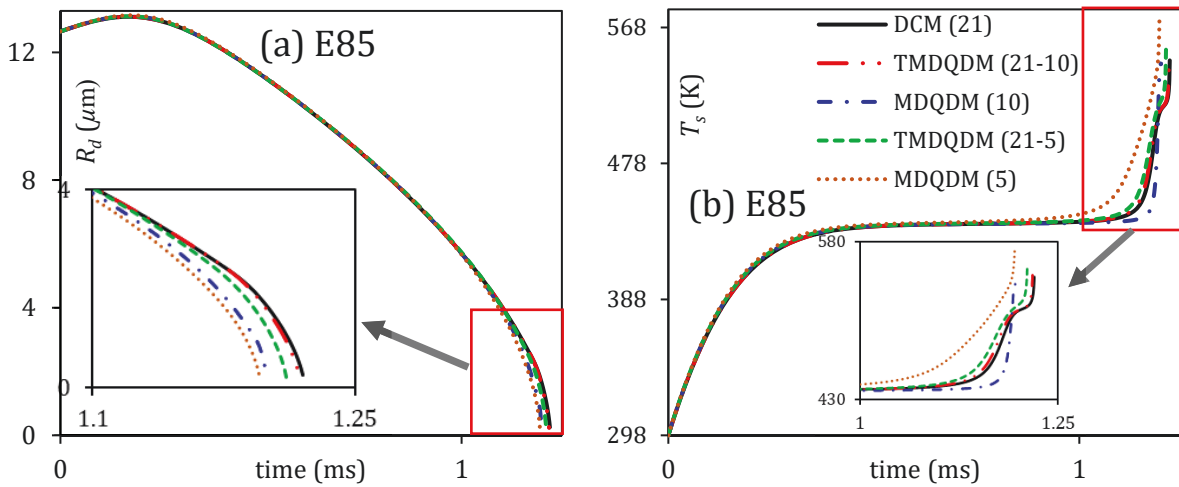 (a) E85
12
8
4
0
R_d (μm)
4
0
1.1
1.25
0
1
time (ms)
568
478
388
298
T_s (K)
DCM (21)
TMDQDM (21-10)
MDQDM (10)
TMDQDM (21-5)
MDQDM (5)
(b) E85
580
430
1
1.25
0
1
time (ms)